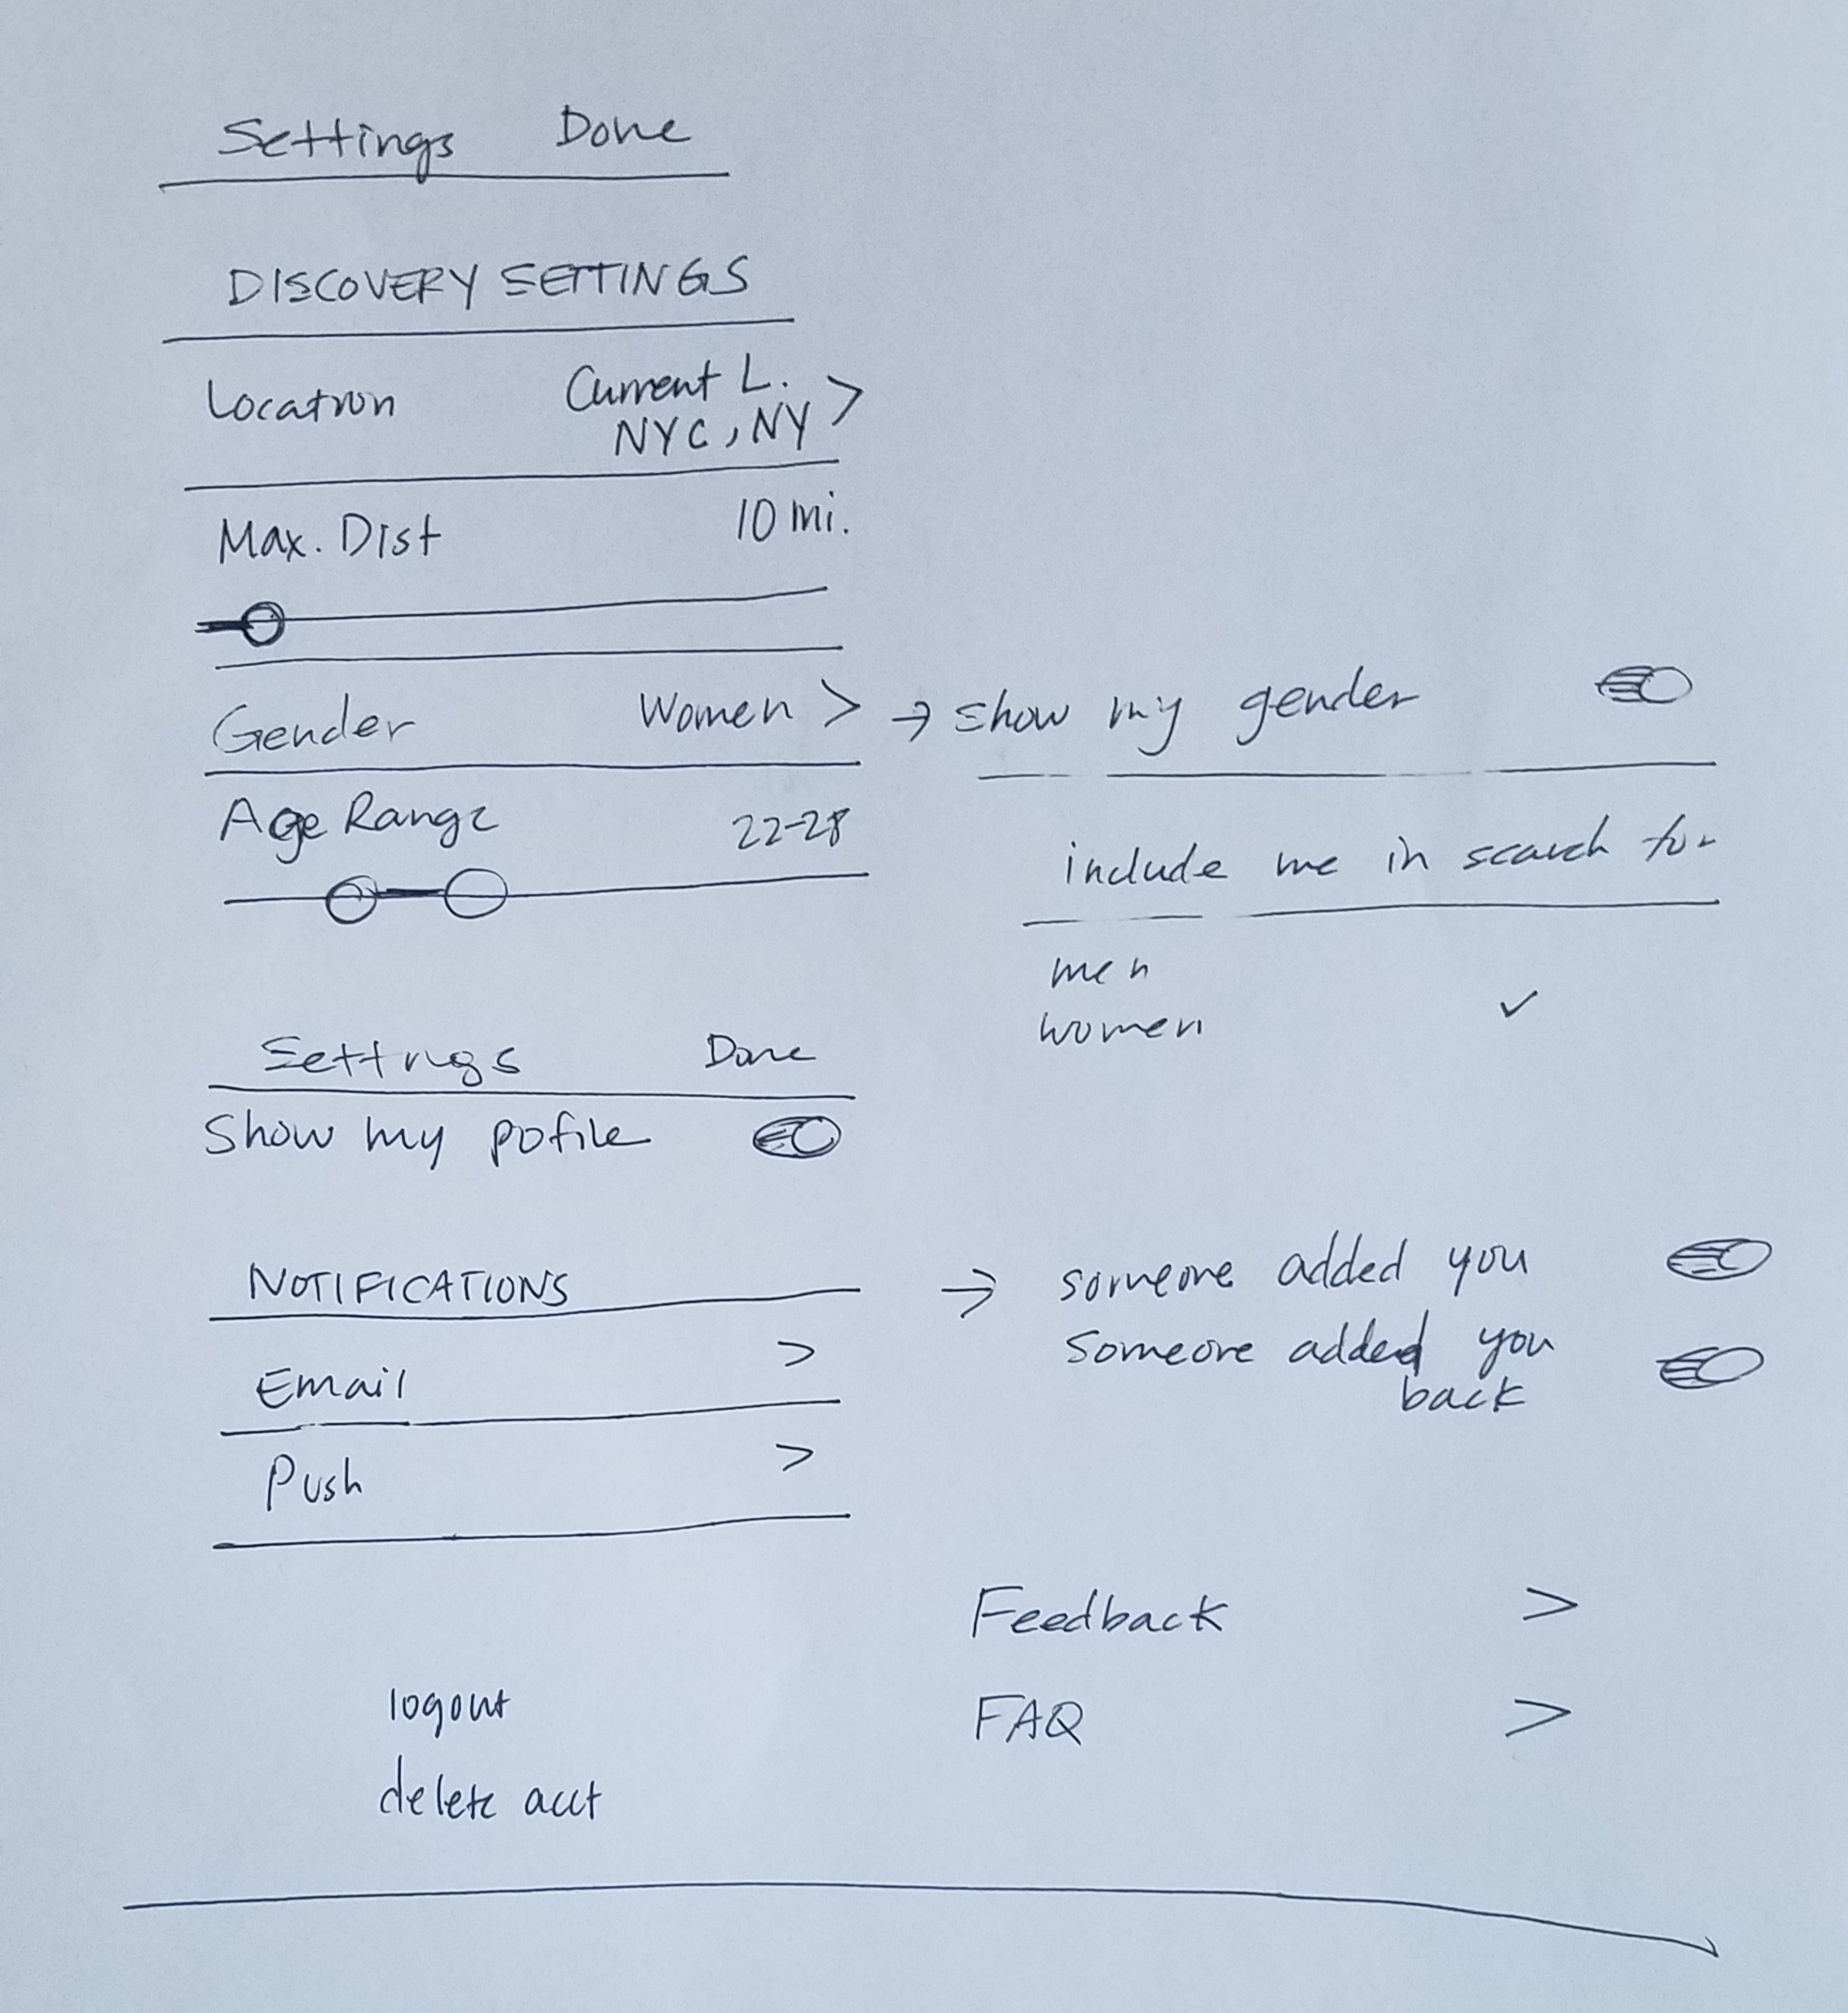 Settings Done
DISCOVERY SETTINGS
Location Current L. >
NYC, NY
Max. Dist 10 mi.
Gender Women > → show my gender
Age Range 22-28
include me in search for
men
women ✓
Settings Done
Show my pofile
NOTIFICATIONS → someone added you
Email > Someone added you
back
Push >
Feedback >
logout
FAQ >
delete acct